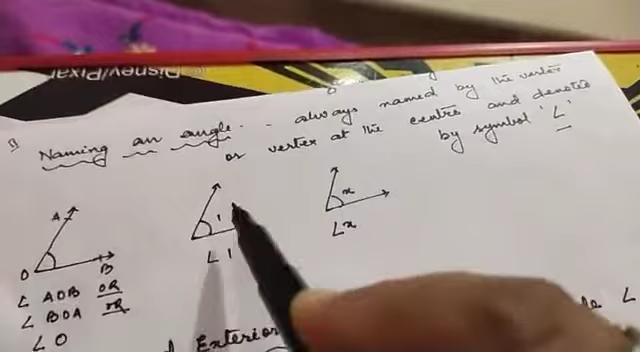 Disney/Pixar
Naming an angle :- always named by the vertex
or vertex at the centre and denoted
by symbol '∠'
A
O
B
1
x
∠1
∠x
∠AOB OR
∠BOA OR
∠O
Exterior
∠